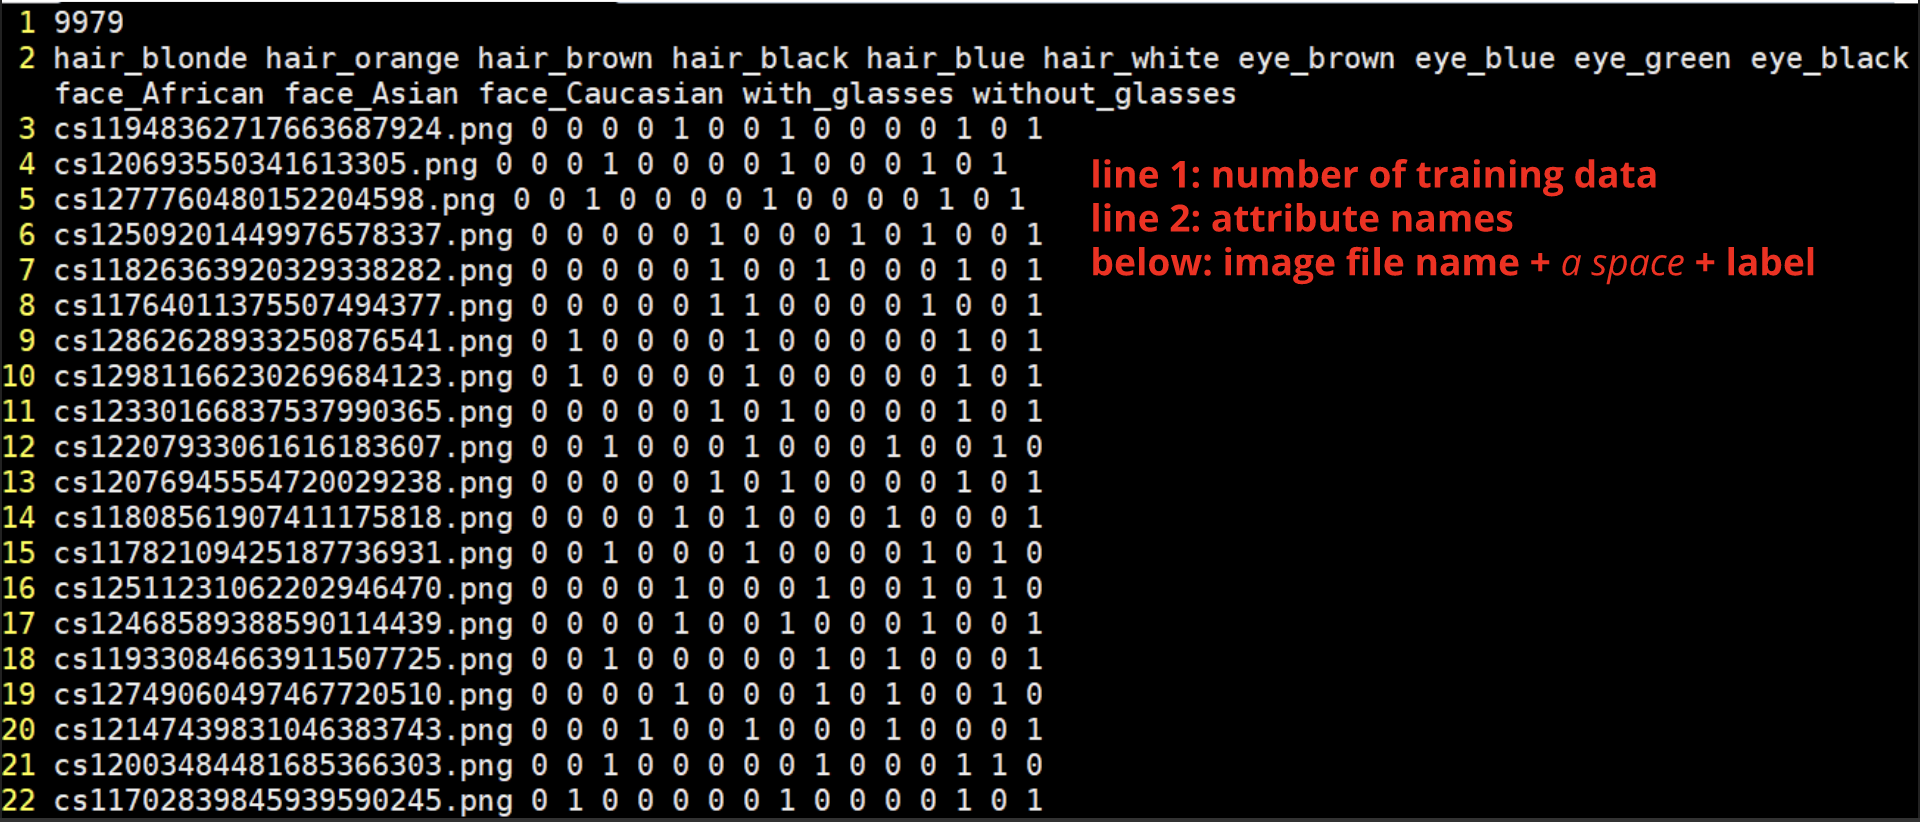 1 9979
2 hair_blonde hair_orange hair_brown hair_black hair_blue hair_white eye_brown eye_blue eye_green eye_black
face_African face_Asian face_Caucasian with_glasses without_glasses
3 cs11948362717663687924.png 0 0 0 0 1 0 0 1 0 0 0 0 1 0 1
4 cs120693550341613305.png 0 0 0 1 0 0 0 0 1 0 0 0 1 0 1
5 cs1277760480152204598.png 0 0 1 0 0 0 0 1 0 0 0 0 1 0 1
6 cs12509201449976578337.png 0 0 0 0 0 1 0 0 0 1 0 1 0 0 1
7 cs11826363920329338282.png 0 0 0 0 0 1 0 0 1 0 0 0 1 0 1
8 cs11764011375507494377.png 0 0 0 0 0 1 1 0 0 0 0 1 0 0 1
9 cs12862628933250876541.png 0 1 0 0 0 0 1 0 0 0 0 0 1 0 1
10 cs12981166230269684123.png 0 1 0 0 0 0 1 0 0 0 0 0 1 0 1
11 cs12330166837537990365.png 0 0 0 0 0 1 0 1 0 0 0 0 1 0 1
12 cs12207933061616183607.png 0 0 1 0 0 0 1 0 0 0 1 0 0 1 0
13 cs12076945554720029238.png 0 0 0 0 0 1 0 1 0 0 0 0 1 0 1
14 cs11808561907411175818.png 0 0 0 0 1 0 1 0 0 0 1 0 0 0 1
15 cs11782109425187736931.png 0 0 1 0 0 0 1 0 0 0 0 1 0 1 0
16 cs12511231062202946470.png 0 0 0 0 1 0 0 0 1 0 0 1 0 1 0
17 cs12468589388590114439.png 0 0 0 0 1 0 0 1 0 0 0 1 0 0 1
18 cs11933084663911507725.png 0 0 1 0 0 0 0 0 1 0 1 0 0 0 1
19 cs12749060497467720510.png 0 0 0 0 1 0 0 0 1 0 1 0 0 1 0
20 cs12147439831046383743.png 0 0 0 1 0 0 1 0 0 0 1 0 0 0 1
21 cs12003484481685366303.png 0 0 1 0 0 0 0 0 1 0 0 0 1 1 0
22 cs11702839845939590245.png 0 1 0 0 0 0 0 1 0 0 0 0 1 0 1
line 1: number of training data
line 2: attribute names
below: image file name + a space + label